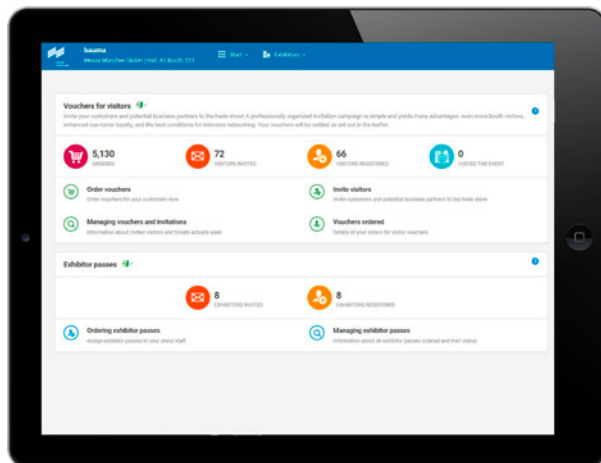 bauma
Messe München GmbH | Hall, A2 Booth, 211
Start
Exhibitors
Vouchers for visitors
Invite your customers and potential business partners to the trade show! A professionally organized invitation campaign is simple and yields many advantages: even more booth visitors,
enhanced customer loyalty, and the best conditions for intensive networking. Your vouchers will be settled as set out in the leaflet.
5,130
ORDERED
72
VISITORS INVITED
66
VISITORS REGISTERED
0
VISITED THE EVENT
Order vouchers
Order vouchers for your customers now
Invite visitors
Invite customers and potential business partners to the trade show
Managing vouchers and invitations
Information about invited visitors and tickets actually used
Vouchers ordered
Details of your orders for visitor vouchers
Exhibitor passes
8
EXHIBITORS INVITED
8
EXHIBITORS REGISTERED
Ordering exhibitor passes
Assign exhibitor passes to your stand staff
Managing exhibitor passes
Information about all exhibitor passes ordered and their status